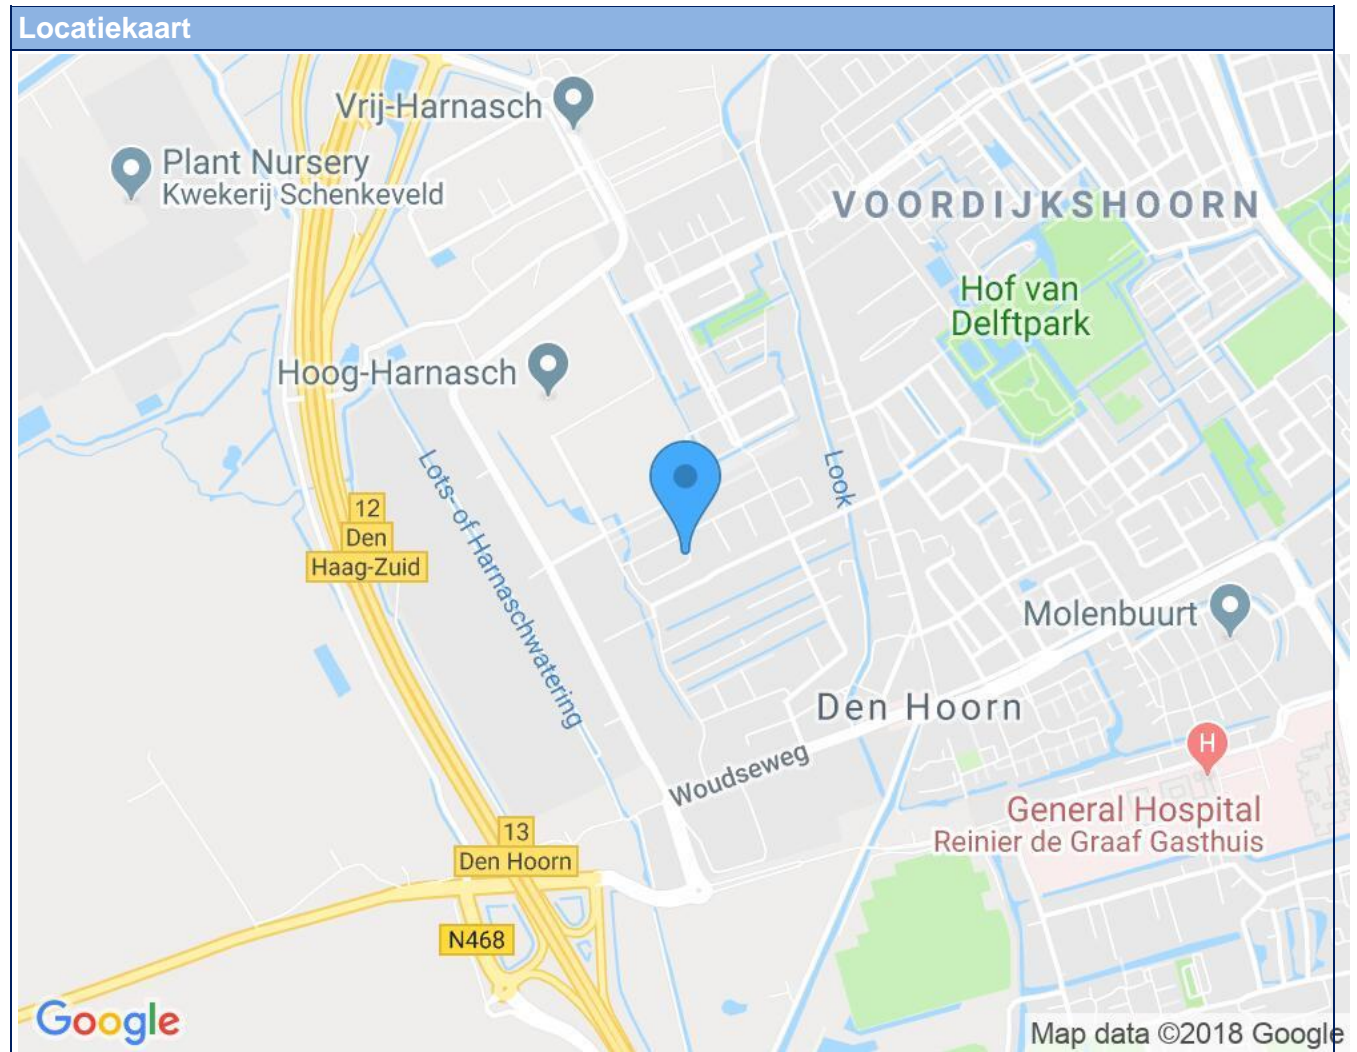 Locatiekaart
Vrij-Harnasch
Plant Nursery
Kwekerij Schenkeveld
VOORDIJKSHOORN
Hof van
Delftpark
Hoog-Harnasch
Look
Lots- of Harnaschwatering
12
Den
Haag-Zuid
Molenbuurt
Den Hoorn
Woudseweg
H
General Hospital
Reinier de Graaf Gasthuis
13
Den Hoorn
N468
Google
Map data ©2018 Google